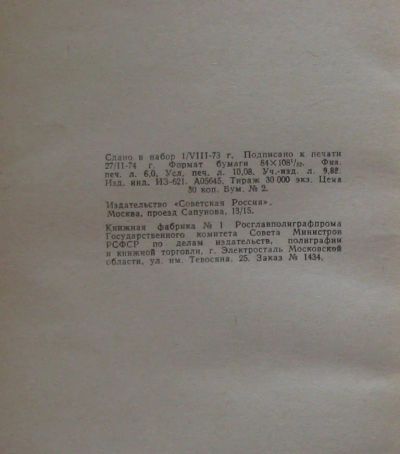 Сдано в набор 1/VIII-73 г. Подписано к печати
27/II-74 г. Формат бумаги 84×108¹/₃₂. Физ.
печ. л. 6,0. Усл. печ. л. 10,08. Уч.-изд. л. 9,88.
Изд. инд. ИЭ-621. А05645. Тираж 30 000 экз. Цена
30 коп. Бум. № 2.
Издательство «Советская Россия».
Москва, проезд Сапунова, 13/15.
Книжная фабрика № 1 Росглавполиграфпрома
Государственного комитета Совета Министров
РСФСР по делам издательств, полиграфии
и книжной торговли, г. Электросталь Московской
области, ул. им. Тевосяна, 25. Заказ № 1434.